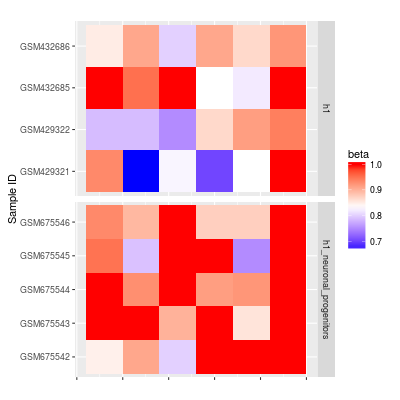 GSM432686
GSM432685
GSM429322
GSM429321
h1
GSM675546
GSM675545
GSM675544
GSM675543
GSM675542
h1_neuronal_progenitors
Sample ID
beta
1.0
0.9
0.8
0.7